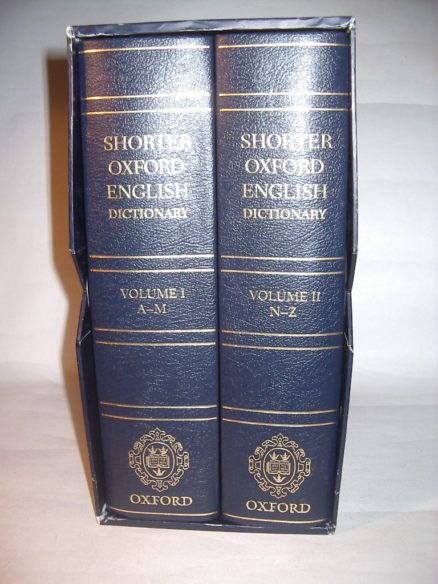 SHORTER
OXFORD
ENGLISH
DICTIONARY
VOLUME I
A–M
OXFORD
SHORTER
OXFORD
ENGLISH
DICTIONARY
VOLUME II
N–Z
OXFORD